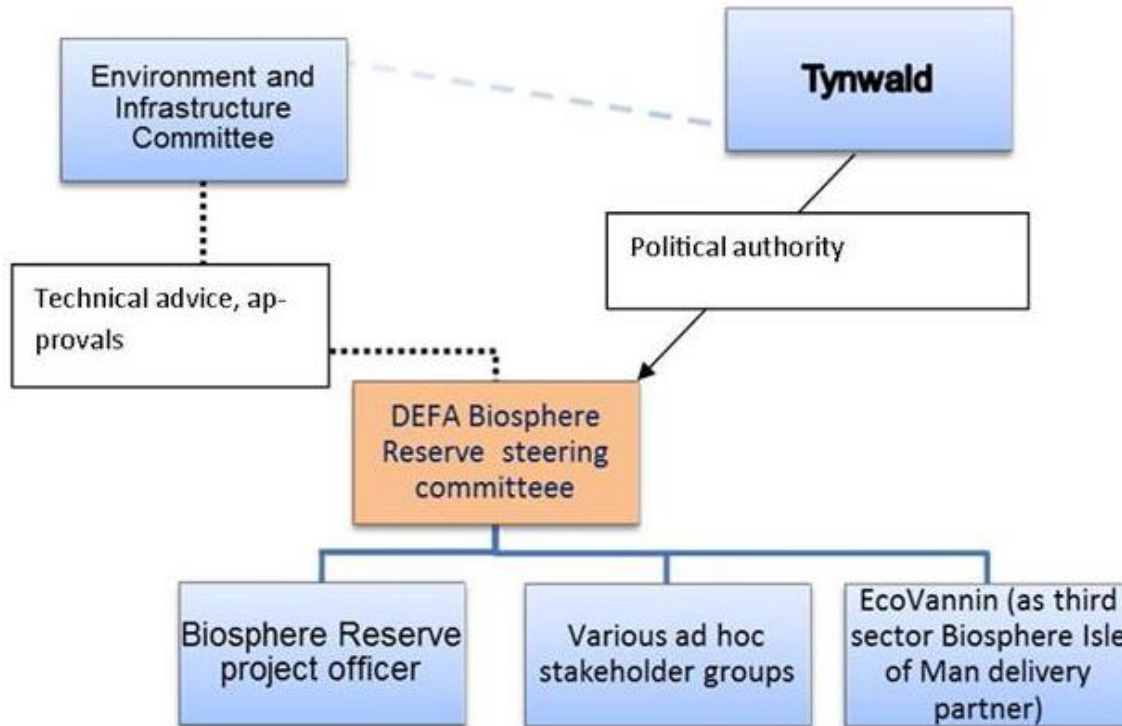 Environment and
Infrastructure
Committee
Tynwald
Political authority
Technical advice, ap-
provals
DEFA Biosphere
Reserve steering
committeee
Biosphere Reserve
project officer
Various ad hoc
stakeholder groups
EcoVannin (as third
sector Biosphere Isle
of Man delivery
partner)